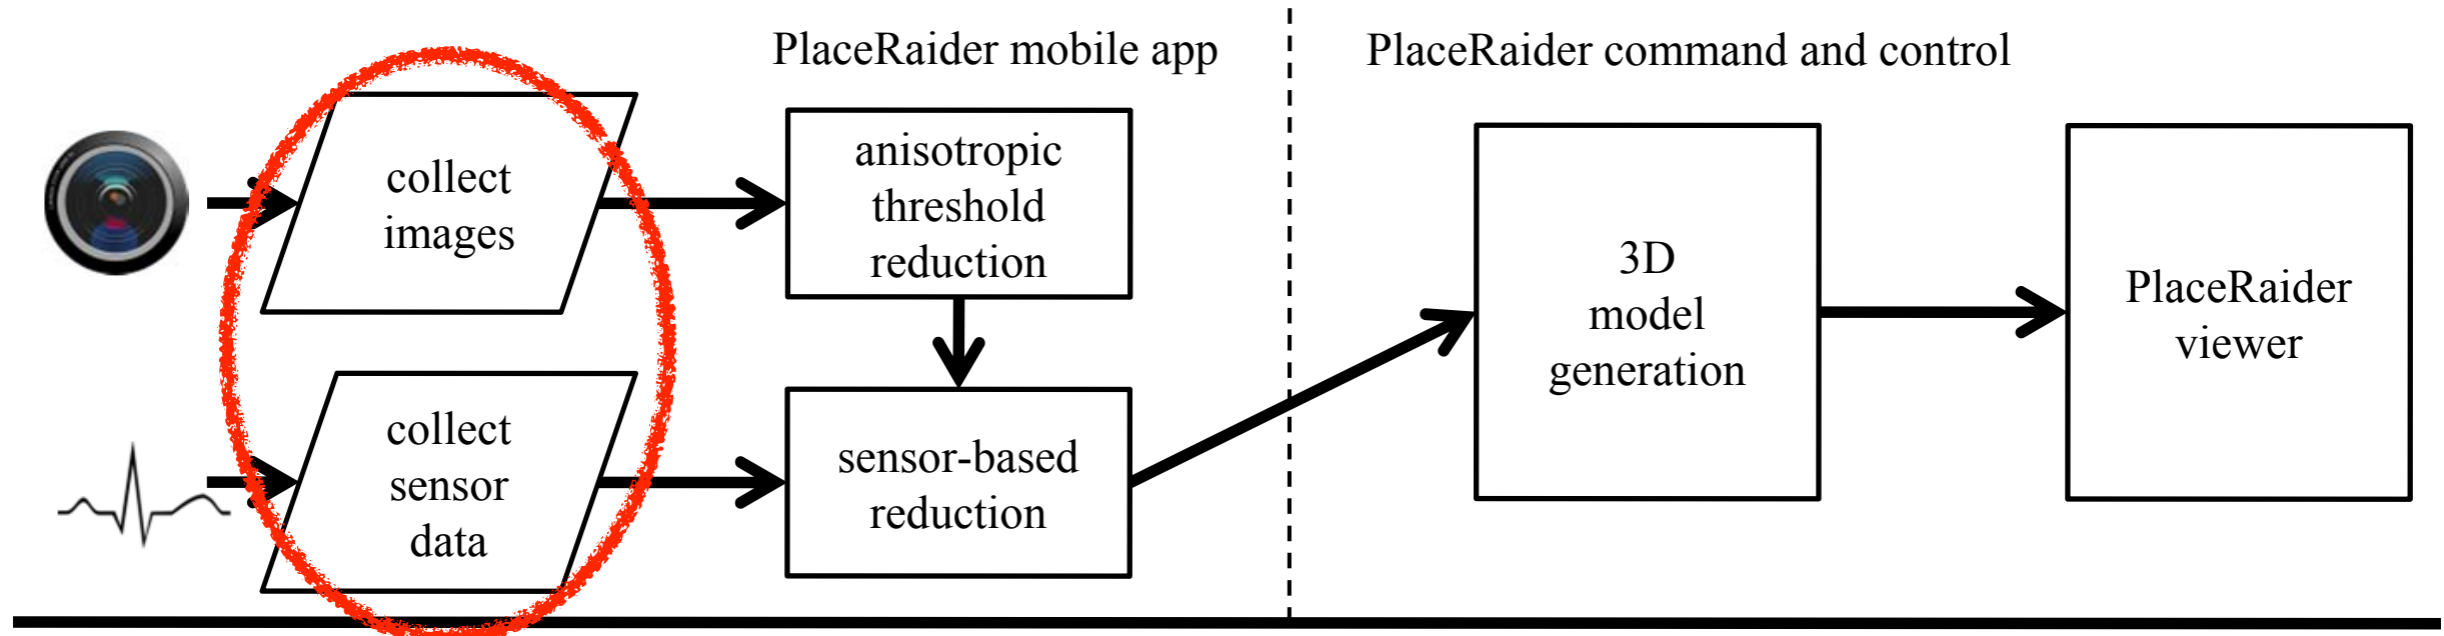 PlaceRaider mobile app
PlaceRaider command and control
collect
images
anisotropic
threshold
reduction
collect
sensor
data
sensor-based
reduction
3D
model
generation
PlaceRaider
viewer